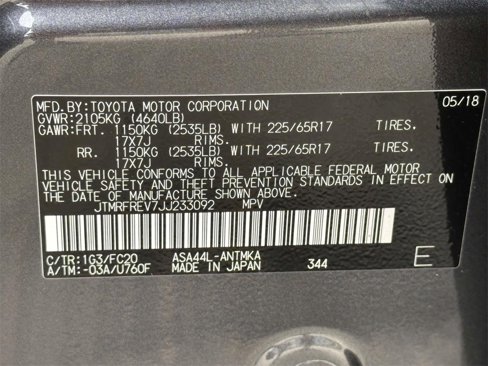 MFD.BY:TOYOTA MOTOR CORPORATION 05/18
GVWR:2105KG (4640LB)
GAWR:FRT. 1150KG (2535LB) WITH 225/65R17 TIRES.
17X7J RIMS.
RR. 1150KG (2535LB) WITH 225/65R17 TIRES.
17X7J RIMS.
THIS VEHICLE CONFORMS TO ALL APPLICABLE FEDERAL MOTOR
VEHICLE SAFETY AND THEFT PREVENTION STANDARDS IN EFFECT ON
THE DATE OF MANUFACTURE SHOWN ABOVE.
JTMRFREV7JJ233092 MPV
C/TR:1G3/FC20 ASA44L-ANTMKA
A/TM:-03A/U760F MADE IN JAPAN 344 E